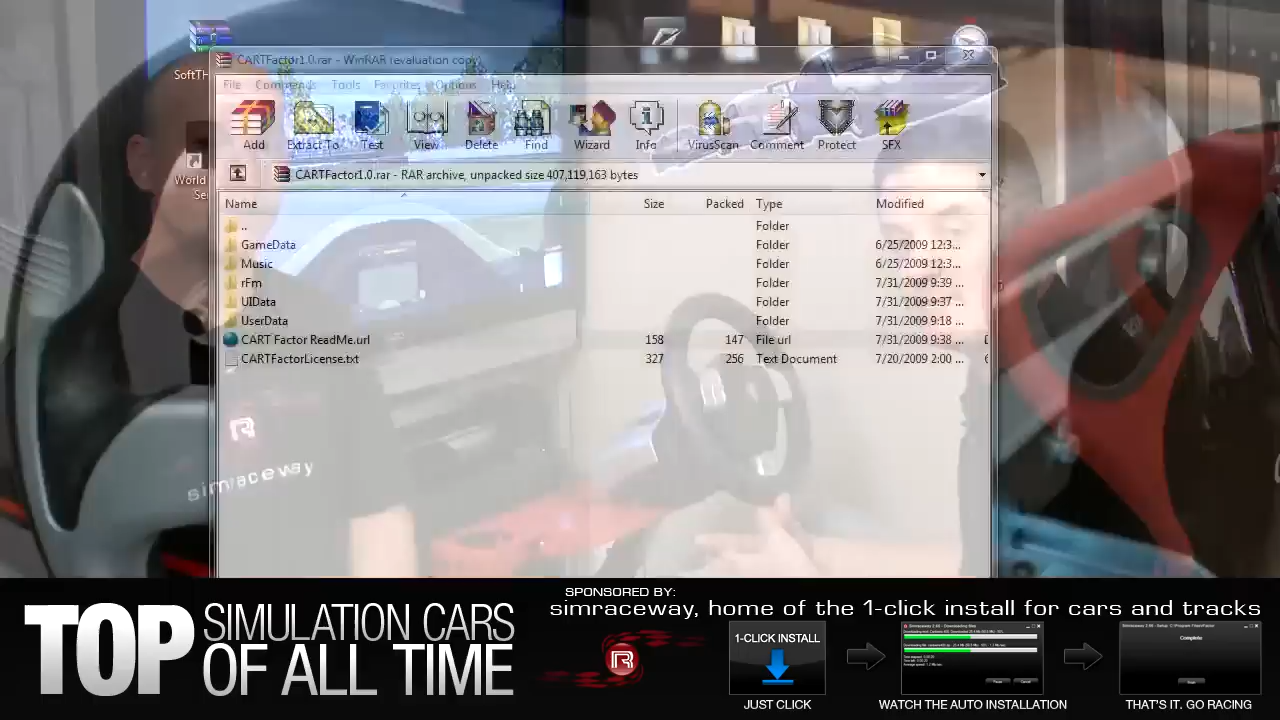 SoftTH
World
Se
CARTFactor1.0.rar - WinRAR (evaluation copy)
File Commands Tools Favorites Options Help
Add Extract To Test View Delete Find Wizard Info VirusScan Comment Protect SFX
CARTFactor1.0.rar - RAR archive, unpacked size 407,119,163 bytes
Name Size Packed Type Modified
.. Folder
GameData Folder 6/25/2009 12:3...
Music Folder 6/25/2009 12:3...
rFm Folder 7/31/2009 9:39 ...
UIData Folder 7/31/2009 9:37 ...
UserData Folder 7/31/2009 9:18 ...
CART Factor ReadMe.url 158 147 File url 7/31/2009 9:38 ...
CARTFactorLicense.txt 327 256 Text Document 7/20/2009 2:00 ... 6
simraceway
TOP SIMULATION CARS
OF ALL TIME
SPONSORED BY:
simraceway, home of the 1-click install for cars and tracks
1-CLICK INSTALL
Complete
JUST CLICK
WATCH THE AUTO INSTALLATION
THAT'S IT. GO RACING